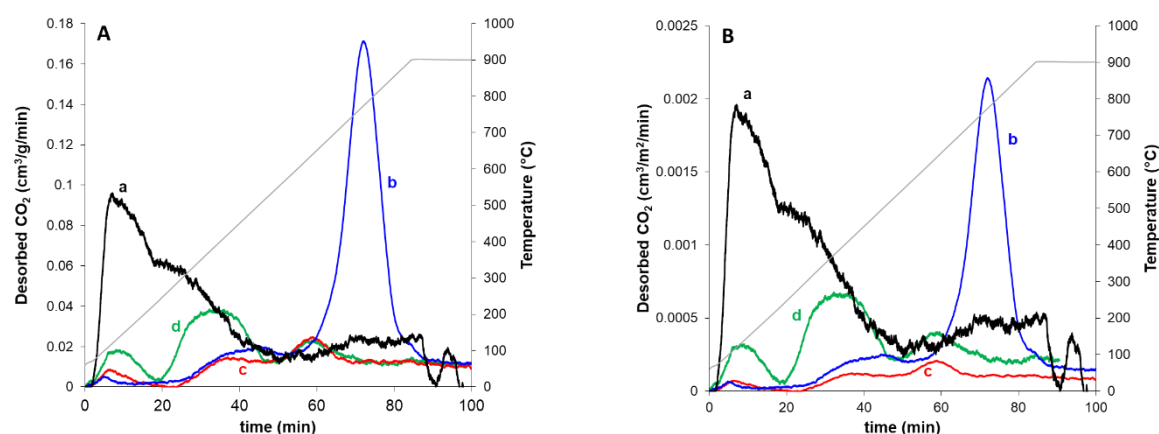 A
Desorbed CO2 (cm³/g/min)
0.18
0.16
0.14
0.12
0.1
0.08
0.06
0.04
0.02
0
0 20 40 60 80 100
time (min)
1000
900
800
700
600
500
400
300
200
100
0
Temperature (°C)
a
b
c
d
B
Desorbed CO2 (cm³/m²/min)
0.0025
0.002
0.0015
0.001
0.0005
0.000
0 20 40 60 80 100
time (min)
1000
900
800
700
600
500
400
300
200
100
0
Temperature (°C)
a
b
c
d